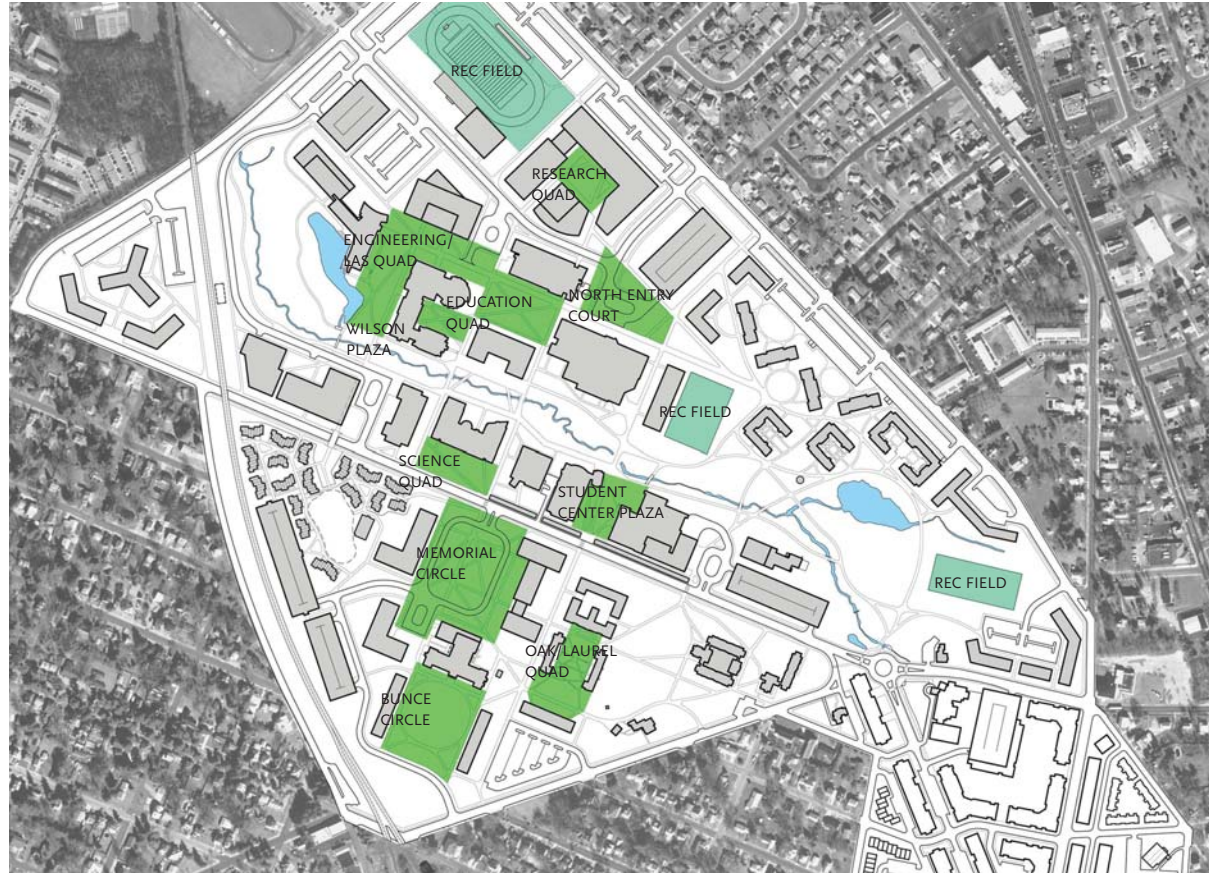 REC FIELD
RESEARCH
QUAD
ENGINEERING/
LAS QUAD
EDUCATION
QUAD
NORTH ENTRY
COURT
WILSON
PLAZA
REC FIELD
SCIENCE
QUAD
STUDENT
CENTER PLAZA
MEMORIAL
CIRCLE
REC FIELD
OAK/LAUREL
QUAD
BUNCE
CIRCLE